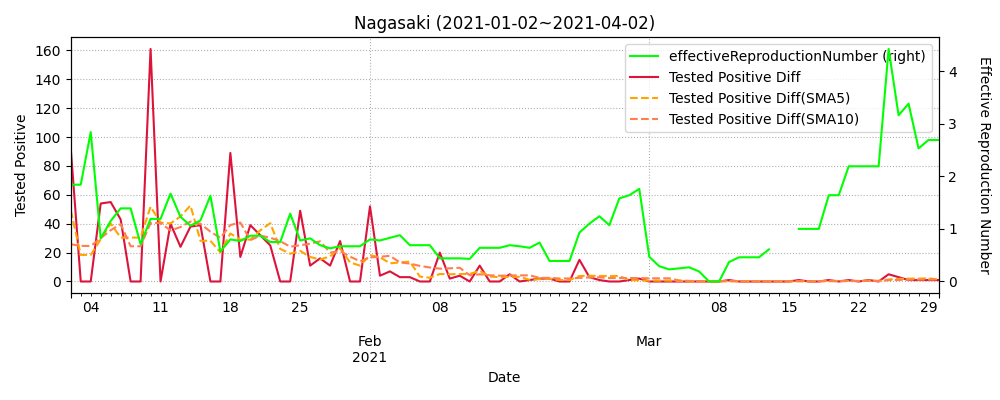 Nagasaki (2021-01-02~2021-04-02)
effectiveReproductionNumber (right)
Tested Positive Diff
Tested Positive Diff(SMA5)
Tested Positive Diff(SMA10)
Tested Positive
160
140
120
100
80
60
40
20
0
4
3
2
1
0
Effective Reproduction Number
04 11 18 25 08 15 22 08 15 22 29
Feb Mar
2021
Date